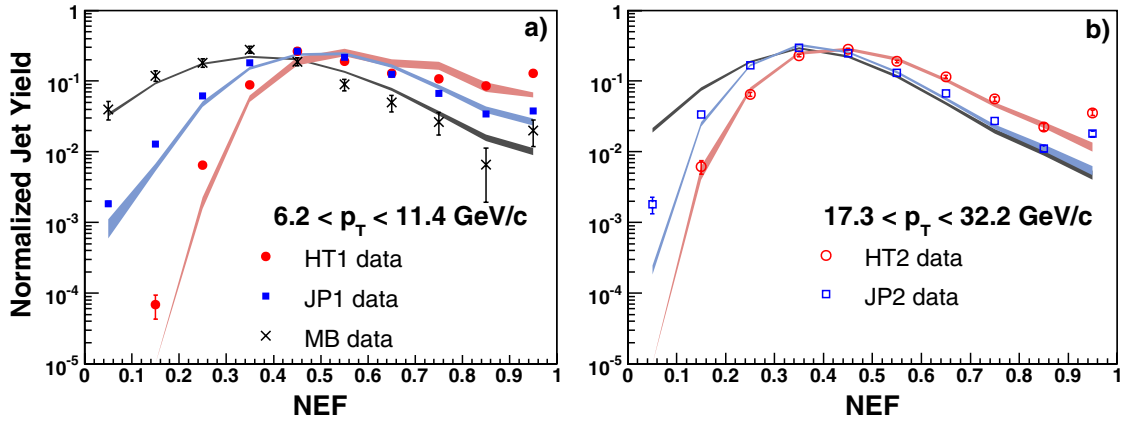 Normalized Jet Yield
1
10^-1
10^-2
10^-3
10^-4
10^-5
a)
6.2 < p_T < 11.4 GeV/c
HT1 data
JP1 data
MB data
0 0.1 0.2 0.3 0.4 0.5 0.6 0.7 0.8 0.9 1
NEF
1
10^-1
10^-2
10^-3
10^-4
10^-5
b)
17.3 < p_T < 32.2 GeV/c
HT2 data
JP2 data
0 0.1 0.2 0.3 0.4 0.5 0.6 0.7 0.8 0.9 1
NEF